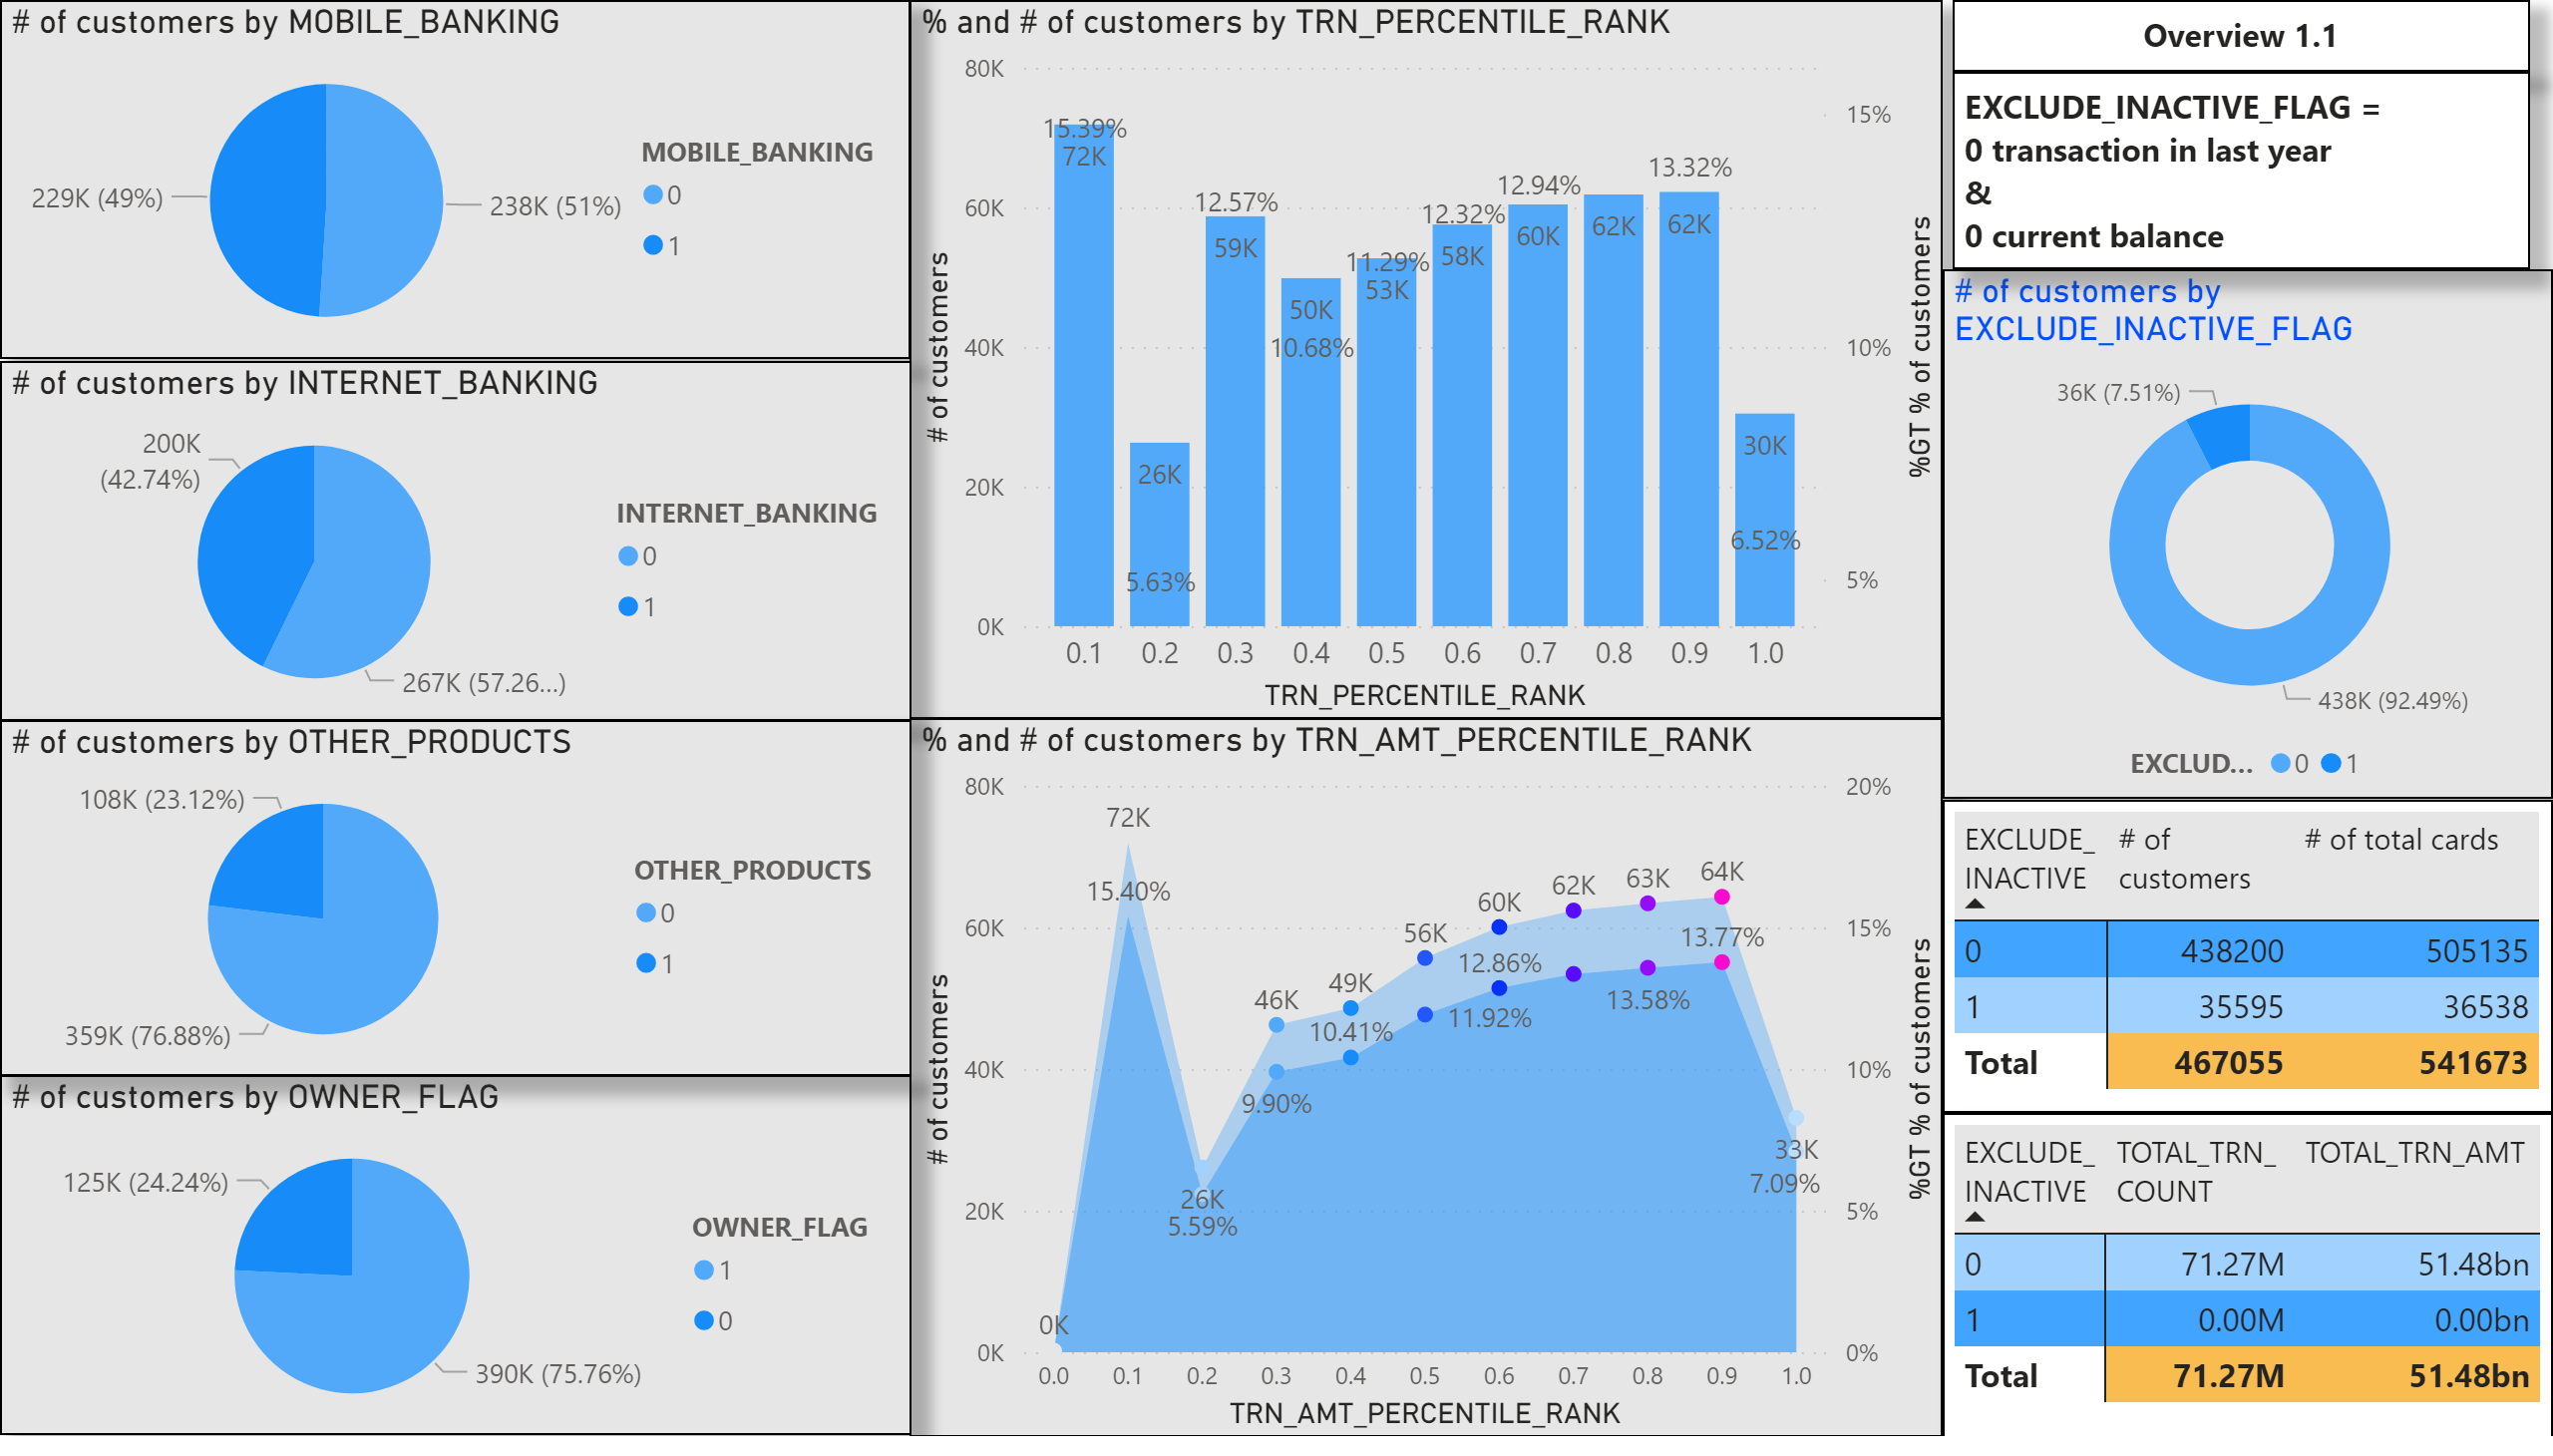 # of customers by MOBILE_BANKING
229K (49%)
238K (51%)
MOBILE_BANKING
0
1
# of customers by INTERNET_BANKING
200K
(42.74%)
267K (57.26...)
INTERNET_BANKING
0
1
# of customers by OTHER_PRODUCTS
108K (23.12%)
359K (76.88%)
OTHER_PRODUCTS
0
1
# of customers by OWNER_FLAG
125K (24.24%)
390K (75.76%)
OWNER_FLAG
1
0
% and # of customers by TRN_PERCENTILE_RANK
# of customers
80K
60K
40K
20K
0K
15.39%
72K
26K
5.63%
12.57%
59K
50K
10.68%
11.29%
53K
12.32%
58K
12.94%
60K
62K
13.32%
62K
30K
6.52%
15%
10%
5%
%GT % of customers
0.1 0.2 0.3 0.4 0.5 0.6 0.7 0.8 0.9 1.0
TRN_PERCENTILE_RANK
% and # of customers by TRN_AMT_PERCENTILE_RANK
# of customers
80K
60K
40K
20K
0K
0K
72K
15.40%
26K
5.59%
46K
9.90%
49K
10.41%
56K
11.92%
60K
12.86%
62K
63K
13.58%
64K
13.77%
33K
7.09%
20%
15%
10%
5%
0%
%GT % of customers
0.0 0.1 0.2 0.3 0.4 0.5 0.6 0.7 0.8 0.9 1.0
TRN_AMT_PERCENTILE_RANK
Overview 1.1
EXCLUDE_INACTIVE_FLAG =
0 transaction in last year
&
0 current balance
# of customers by
EXCLUDE_INACTIVE_FLAG
36K (7.51%)
438K (92.49%)
EXCLUD... 0 1
EXCLUDE_ # of # of total cards
INACTIVE customers
0 438200 505135
1 35595 36538
Total 467055 541673
EXCLUDE_ TOTAL_TRN_ TOTAL_TRN_AMT
INACTIVE COUNT
0 71.27M 51.48bn
1 0.00M 0.00bn
Total 71.27M 51.48bn